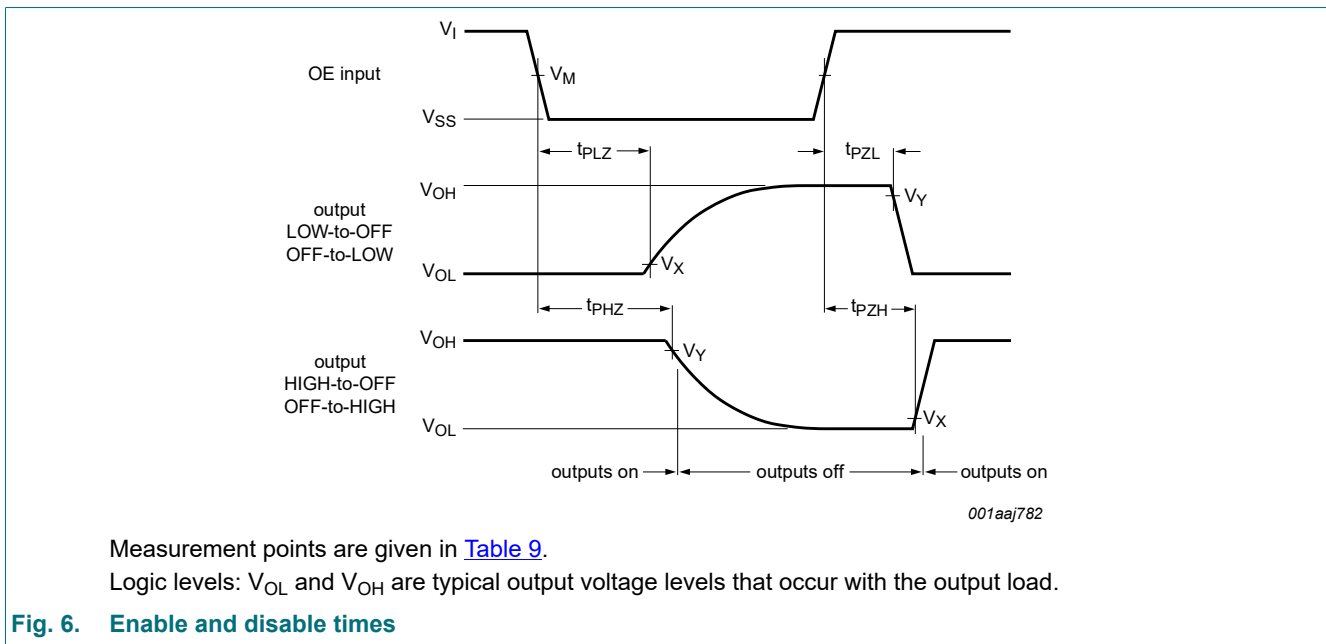 V_I
OE input
V_M
V_SS
t_PLZ
t_PZL
V_OH
output
LOW-to-OFF
OFF-to-LOW
V_Y
V_X
V_OL
t_PHZ
t_PZH
V_OH
output
HIGH-to-OFF
OFF-to-HIGH
V_Y
V_X
V_OL
outputs on
outputs off
outputs on
001aaj782
Measurement points are given in Table 9.
Logic levels: V_OL and V_OH are typical output voltage levels that occur with the output load.
Fig. 6. Enable and disable times